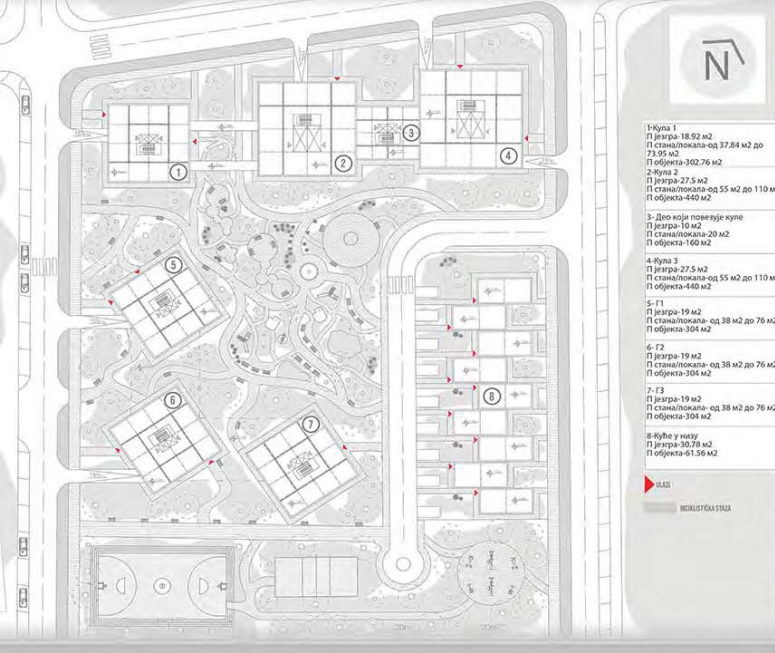 N
1-Кула 1
П језгра-18.92 м2
П стана/локала-од 37.84 м2 до
73.95 м2
П објекта-302.76 м2
2-Кула 2
П језгра-27.5 м2
П стана/локала-од 55 м2 до 110 м
П објекта-440 м2
3- Део који повезује куле
П језгра-10 м2
П стана/локала-20 м2
П објекта-160 м2
4-Кула 3
П језгра-27.5 м2
П стана/локала-од 55 м2 до 110 м
П објекта-440 м2
5- Г1
П језгра-19 м2
П стана/локала- од 38 м2 до 76 м2
П објекта-304 м2
6- Г2
П језгра-19 м2
П стана/локала- од 38 м2 до 76 м2
П објекта-304 м2
7- Г3
П језгра-19 м2
П стана/локала- од 38 м2 до 76 м2
П објекта-304 м2
8-Куће у низу
П језгра-30.78 м2
П објекта-61.56 м2
ULAZI
BICIKLISTIČKA STAZA
1
2
3
4
5
6
7
8